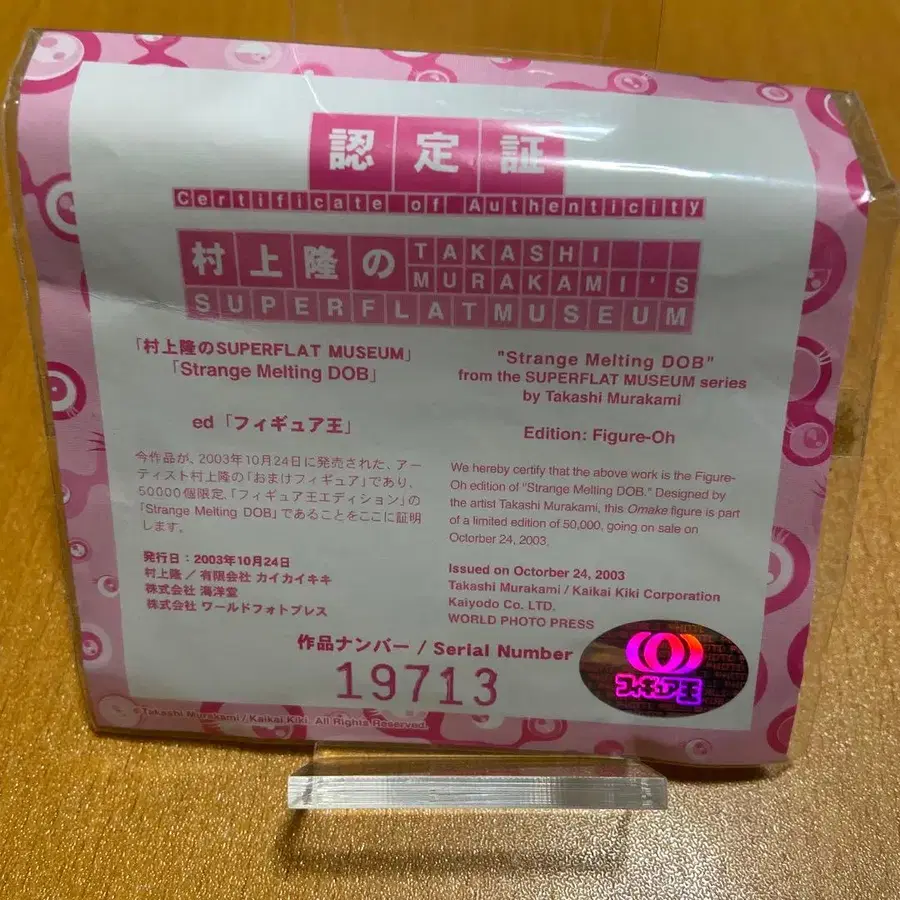 認定証
Certificate of Authenticity
村上隆の TAKASHI MURAKAMI'S
SUPERFLATMUSEUM
「村上隆のSUPERFLAT MUSEUM」
「Strange Melting DOB」
ed「フィギュア王」
今作品が、2003年10月24日に発売された、アー
ティスト村上隆の「おまけフィギュア」であり、
50000個限定、「フィギュア王エディション」の
「Strange Melting DOB」であることをここに証明
します。
発行日:2003年10月24日
村上隆/有限会社 カイカイキキ
株式会社 海洋堂
株式会社 ワールドフォトプレス
"Strange Melting DOB"
from the SUPERFLAT MUSEUM series
by Takashi Murakami
Edition: Figure-Oh
We hereby certify that the above work is the Figure-
Oh edition of "Strange Melting DOB." Designed by
the artist Takashi Murakami, this Omake figure is part
of a limited edition of 50,000, going on sale on
October 24, 2003.
Issued on October 24, 2003
Takashi Murakami / Kaikai Kiki Corporation
Kaiyodo Co. LTD.
WORLD PHOTO PRESS
作品ナンバー / Serial Number
19713
フィギュア王
©Takashi Murakami / Kaikai Kiki. All Rights Reserved.